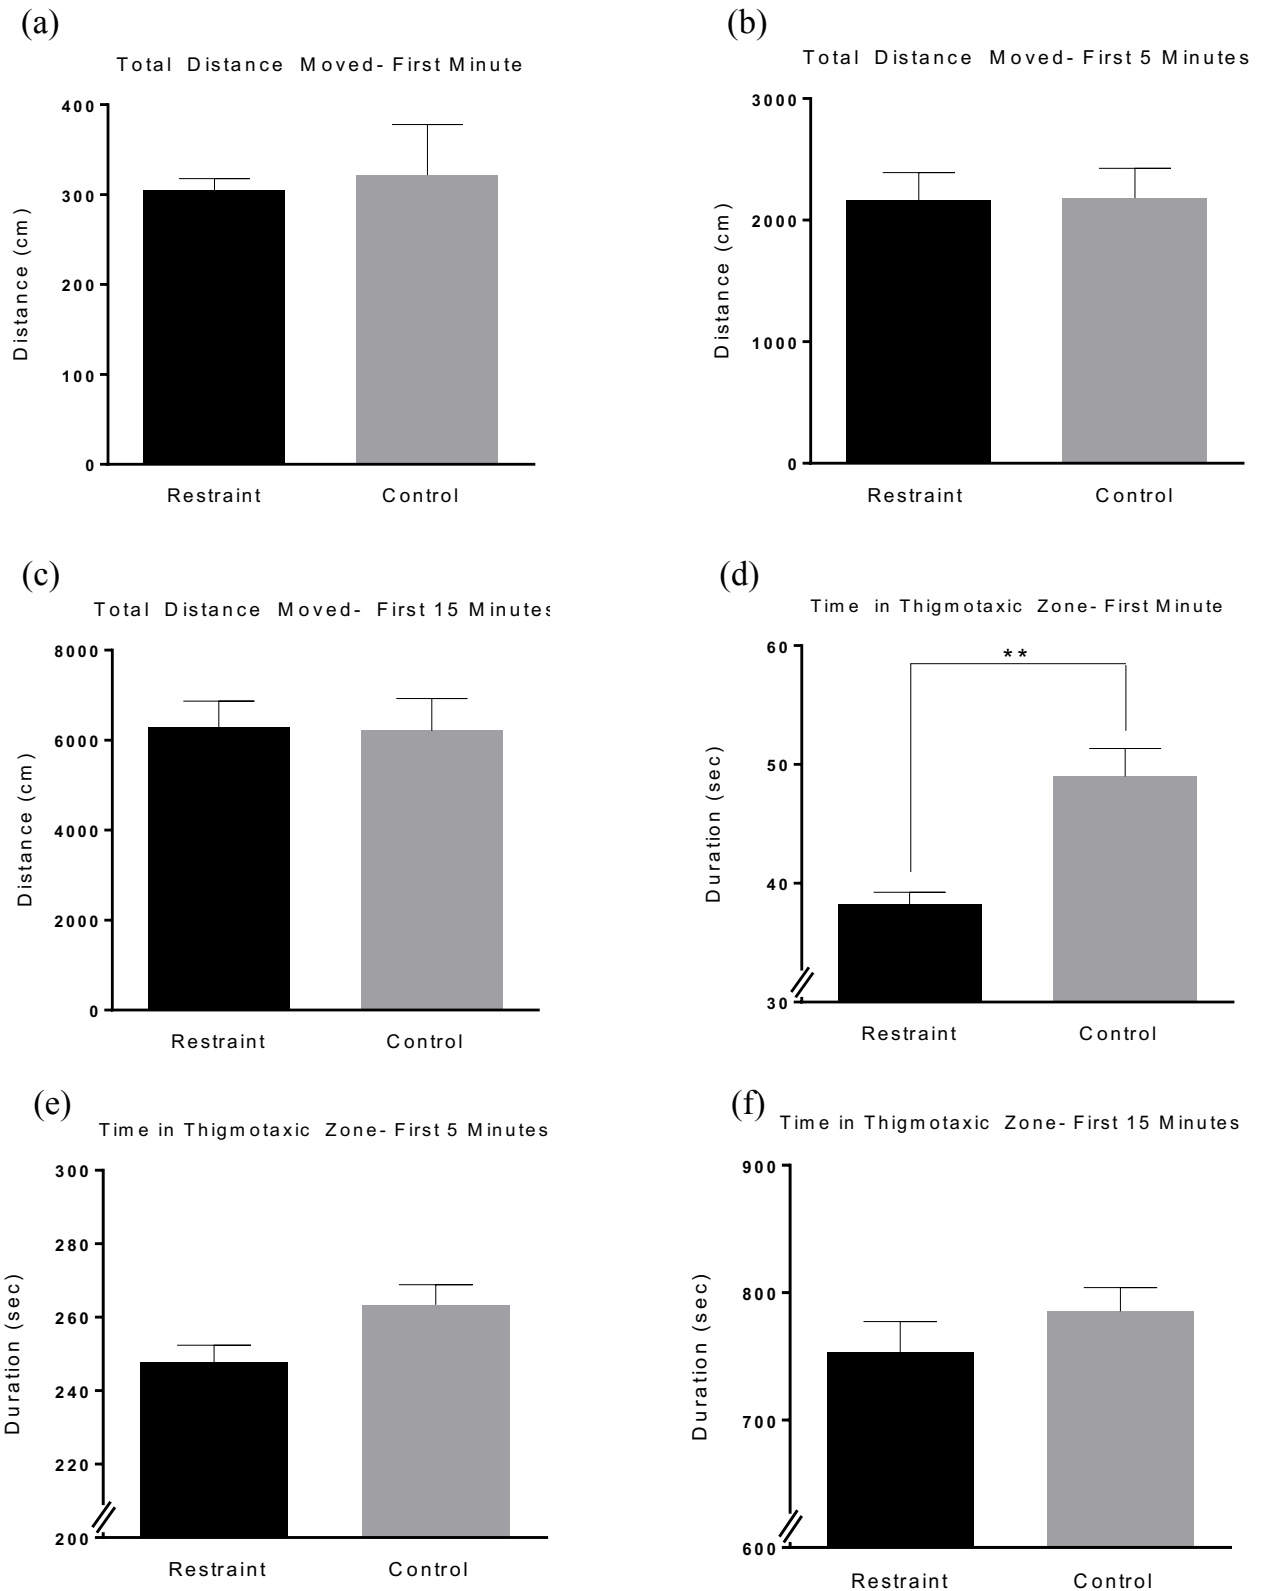 (a)
Total Distance Moved- First Minute
400
300
200
100
0
Distance (cm)
Restraint
Control
(b)
Total Distance Moved- First 5 Minutes
3000
2000
1000
0
Distance (cm)
Restraint
Control
(c)
Total Distance Moved- First 15 Minutes
8000
6000
4000
2000
0
Distance (cm)
Restraint
Control
(d)
Time in Thigmotaxic Zone- First Minute
60
50
40
30
**
Duration (sec)
Restraint
Control
(e)
Time in Thigmotaxic Zone- First 5 Minutes
300
280
260
240
220
200
Duration (sec)
Restraint
Control
(f)
Time in Thigmotaxic Zone- First 15 Minutes
900
800
700
600
Duration (sec)
Restraint
Control